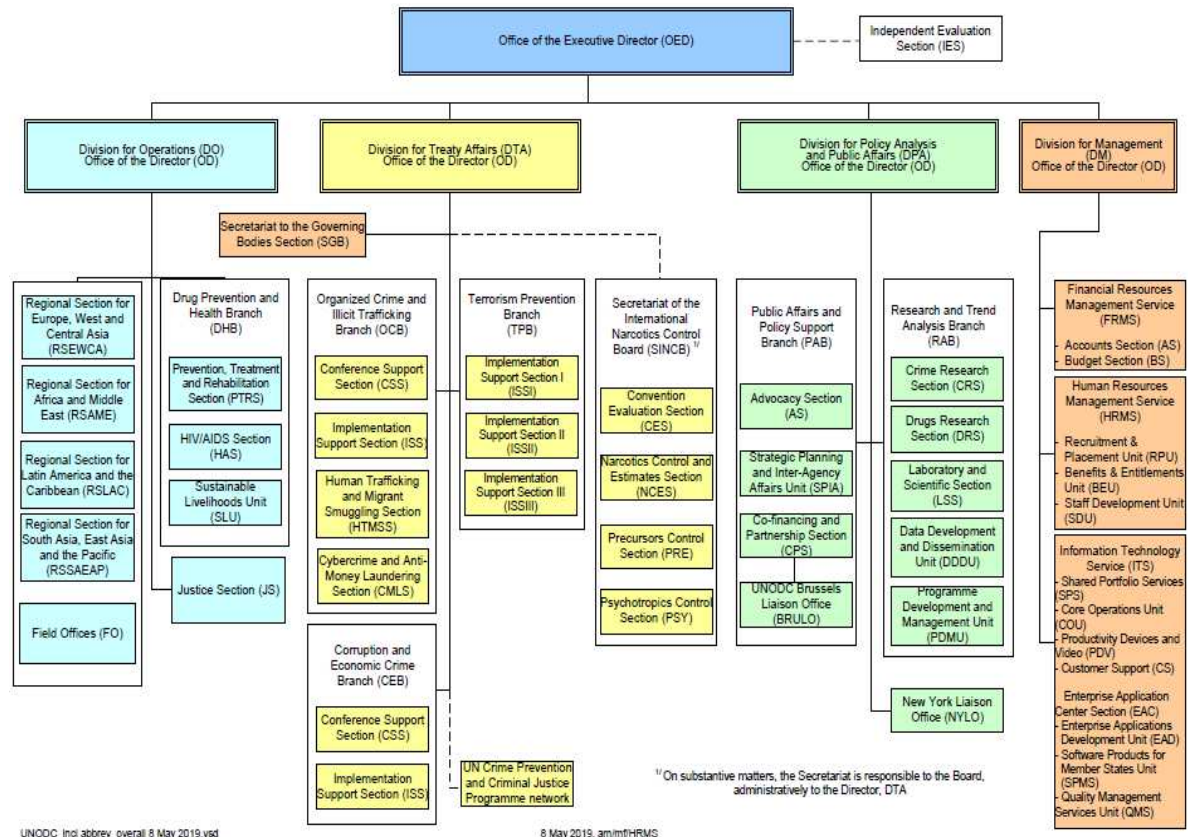 Office of the Executive Director (OED)
Independent Evaluation
Section (IES)
Division for Operations (DO)
Office of the Director (OD)
Division for Treaty Affairs (DTA)
Office of the Director (OD)
Division for Policy Analysis
and Public Affairs (DPA)
Office of the Director (OD)
Division for Management
(DM)
Office of the Director (OD)
Secretariat to the Governing
Bodies Section (SGB)
Regional Section for
Europe, West and
Central Asia
(RSEWCA)
Regional Section for
Africa and Middle
East (RSAME)
Regional Section for
Latin America and the
Caribbean (RSLAC)
Regional Section for
South Asia, East Asia
and the Pacific
(RSSAEAP)
Field Offices (FO)
Drug Prevention and
Health Branch
(DHB)
Prevention, Treatment
and Rehabilitation
Section (PTRS)
HIV/AIDS Section
(HAS)
Sustainable
Livelihoods Unit
(SLU)
Justice Section (JS)
Organized Crime and
Illicit Trafficking
Branch (OCB)
Conference Support
Section (CSS)
Implementation
Support Section (ISS)
Human Trafficking
and Migrant
Smuggling Section
(HTMSS)
Cybercrime and Anti-
Money Laundering
Section (CMLS)
Corruption and
Economic Crime
Branch (CEB)
Conference Support
Section (CSS)
Implementation
Support Section (ISS)
Terrorism Prevention
Branch
(TPB)
Implementation
Support Section I
(ISSI)
Implementation
Support Section II
(ISSII)
Implementation
Support Section III
(ISSIII)
UN Crime Prevention
and Criminal Justice
Programme network
Secretariat of the
International
Narcotics Control
Board (SINCB) 1/
Convention
Evaluation Section
(CES)
Narcotics Control and
Estimates Section
(NCES)
Precursors Control
Section (PRE)
Psychotropics Control
Section (PSY)
Public Affairs and
Policy Support
Branch (PAB)
Advocacy Section
(AS)
Strategic Planning
and Inter-Agency
Affairs Unit (SPIA)
Co-financing and
Partnership Section
(CPS)
UNODC Brussels
Liaison Office
(BRULO)
Research and Trend
Analysis Branch
(RAB)
Crime Research
Section (CRS)
Drugs Research
Section (DRS)
Laboratory and
Scientific Section
(LSS)
Data Development
and Dissemination
Unit (DDDU)
Programme
Development and
Management Unit
(PDMU)
New York Liaison
Office (NYLO)
Financial Resources
Management Service
(FRMS)
- Accounts Section (AS)
- Budget Section (BS)
Human Resources
Management Service
(HRMS)
- Recruitment &
Placement Unit (RPU)
- Benefits & Entitlements
Unit (BEU)
- Staff Development Unit
(SDU)
Information Technology
Service (ITS)
- Shared Portfolio Services
(SPS)
- Core Operations Unit
(COU)
- Productivity Devices and
Video (PDV)
- Customer Support (CS)
Enterprise Application
Center Section (EAC)
- Enterprise Applications
Development Unit (EAD)
- Software Products for
Member States Unit
(SPMS)
- Quality Management
Services Unit (QMS)
1/ On substantive matters, the Secretariat is responsible to the Board,
administratively to the Director, DTA
UNODC_incl abbrev_overall 8 May 2019.vsd
8 May 2019, am/mf/HRMS